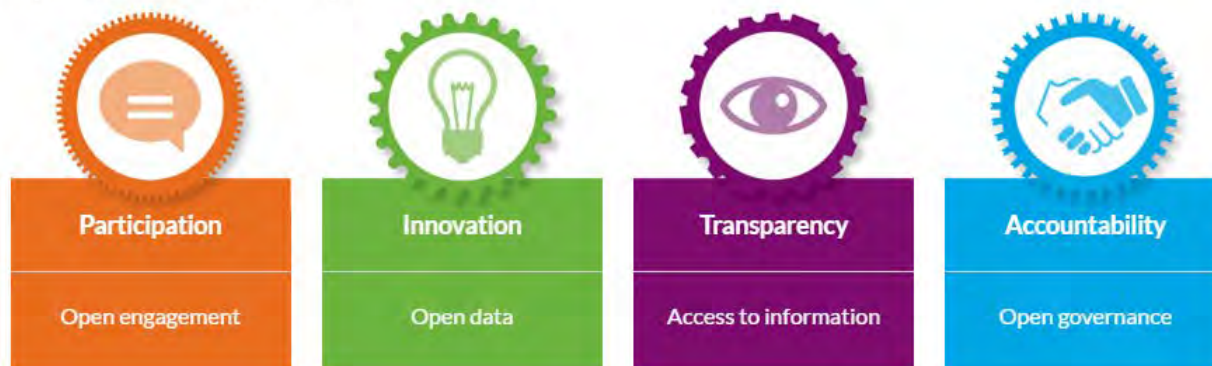 Participation
Innovation
Transparency
Accountability
Open engagement
Open data
Access to information
Open governance